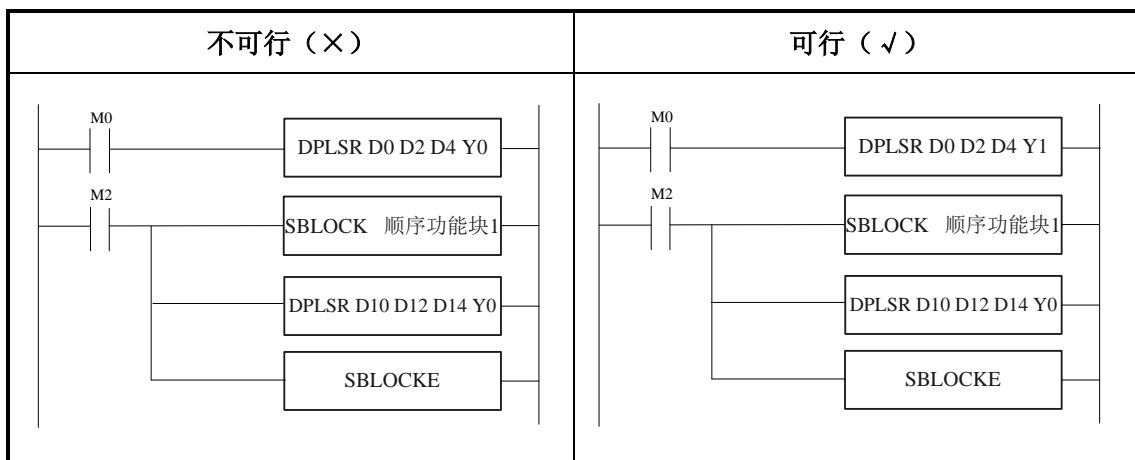 不可行（×）
可行（√）
M0
DPLSR D0 D2 D4 Y0
M2
SBLOCK 顺序功能块1
DPLSR D10 D12 D14 Y0
SBLOCKE
M0
DPLSR D0 D2 D4 Y1
M2
SBLOCK 顺序功能块1
DPLSR D10 D12 D14 Y0
SBLOCKE